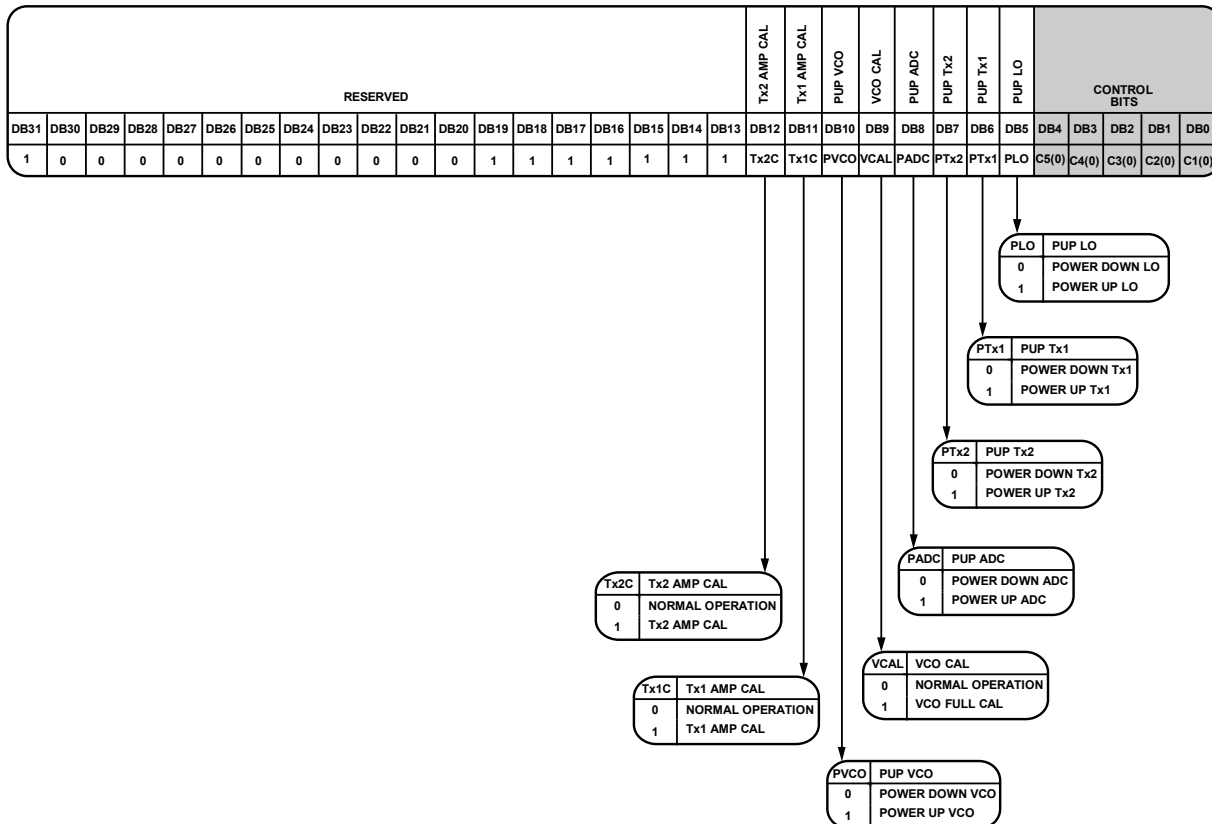 RESERVED
Tx2 AMP CAL
Tx1 AMP CAL
PUP VCO
VCO CAL
PUP ADC
PUP Tx2
PUP Tx1
PUP LO
CONTROL
BITS
DB31 DB30 DB29 DB28 DB27 DB26 DB25 DB24 DB23 DB22 DB21 DB20 DB19 DB18 DB17 DB16 DB15 DB14 DB13 DB12 DB11 DB10 DB9 DB8 DB7 DB6 DB5 DB4 DB3 DB2 DB1 DB0
1 0 0 0 0 0 0 0 0 0 0 0 1 1 1 1 1 1 1 Tx2C Tx1C PVCO VCAL PADC PTx2 PTx1 PLO C5(0) C4(0) C3(0) C2(0) C1(0)
PLO PUP LO
0 POWER DOWN LO
1 POWER UP LO
PTx1 PUP Tx1
0 POWER DOWN Tx1
1 POWER UP Tx1
PTx2 PUP Tx2
0 POWER DOWN Tx2
1 POWER UP Tx2
PADC PUP ADC
0 POWER DOWN ADC
1 POWER UP ADC
Tx2C Tx2 AMP CAL
0 NORMAL OPERATION
1 Tx2 AMP CAL
VCAL VCO CAL
0 NORMAL OPERATION
1 VCO FULL CAL
Tx1C Tx1 AMP CAL
0 NORMAL OPERATION
1 Tx1 AMP CAL
PVCO PUP VCO
0 POWER DOWN VCO
1 POWER UP VCO